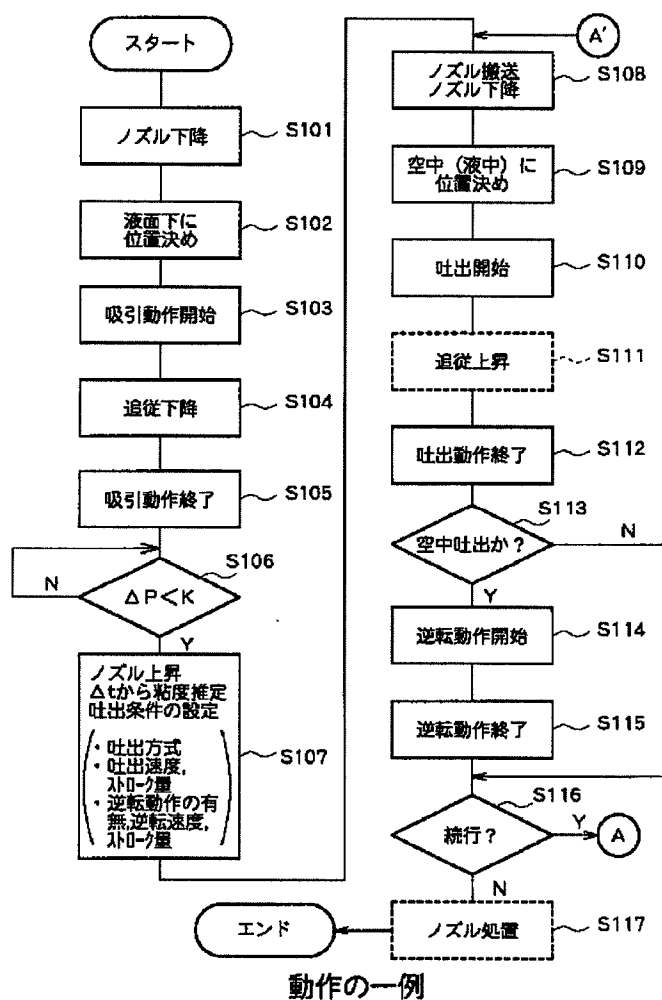 スタート
ノズル下降
S101
液面下に
位置決め
S102
吸引動作開始
S103
追従下降
S104
吸引動作終了
S105
S106
ΔP<K
N
Y
ノズル上昇
Δtから粘度推定
吐出条件の設定
・吐出方式
・吐出速度,
ストローク量
・逆転動作の有
無,逆転速度,
ストローク量
S107
A'
ノズル搬送
ノズル下降
S108
空中(液中)に
位置決め
S109
吐出開始
S110
追従上昇
S111
吐出動作終了
S112
S113
空中吐出か?
N
Y
逆転動作開始
S114
逆転動作終了
S115
S116
続行?
Y
A
N
ノズル処置
S117
エンド
動作の一例